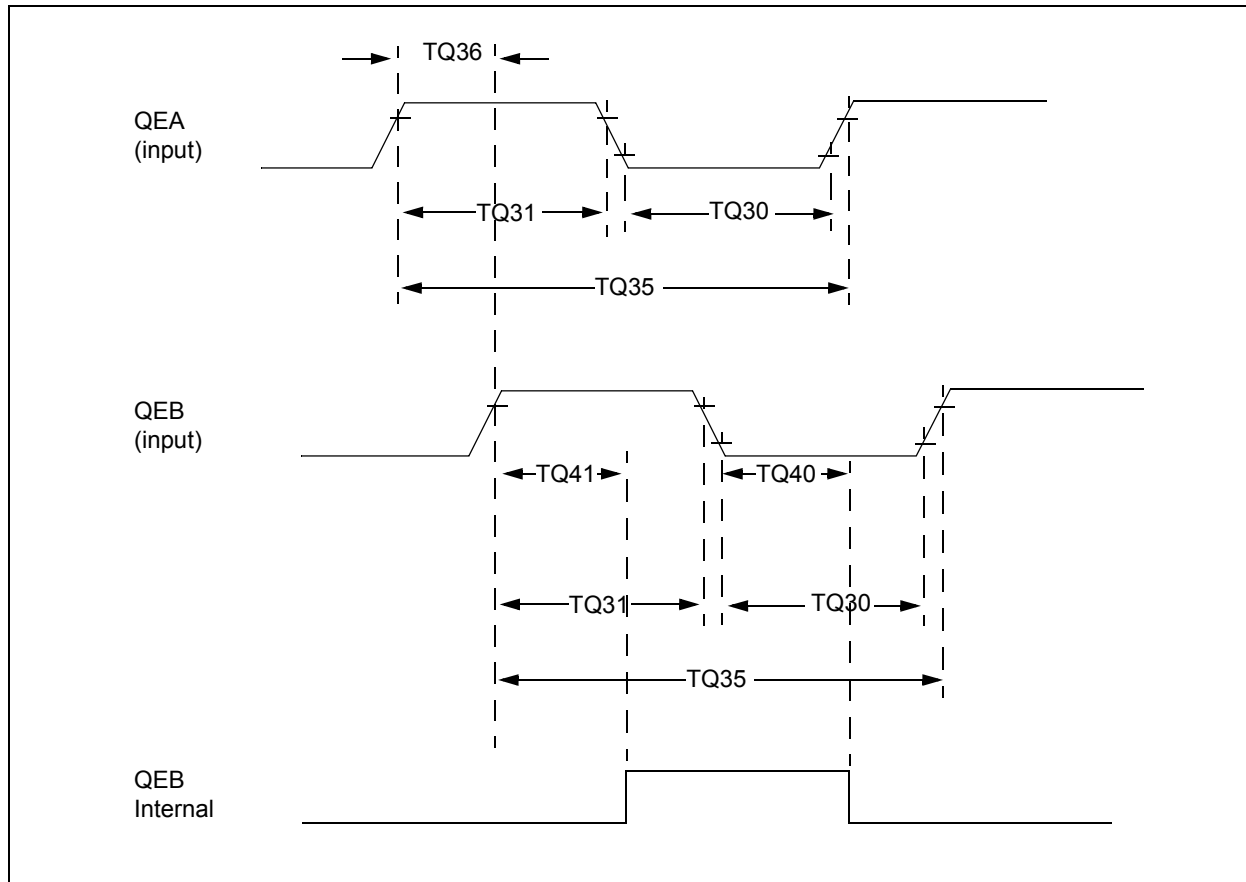 TQ36
QEA
(input)
TQ31
TQ30
TQ35
QEB
(input)
TQ41
TQ40
TQ31
TQ30
TQ35
QEB
Internal